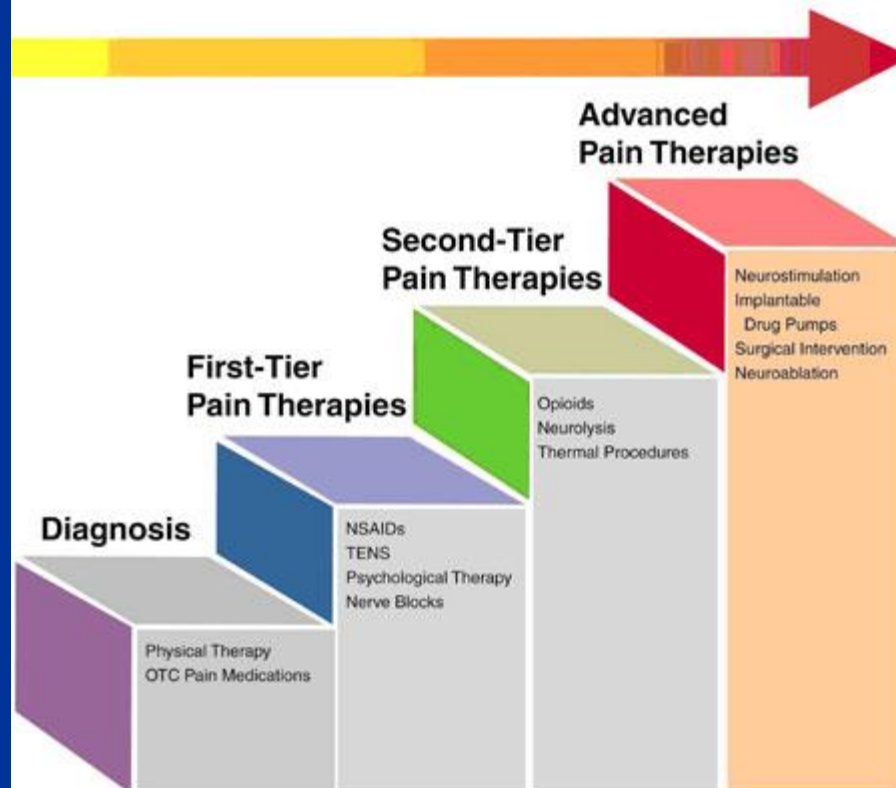 Advanced
Pain Therapies
Neurostimulation
Implantable
Drug Pumps
Surgical Intervention
Neuroablation
Second-Tier
Pain Therapies
Opioids
Neurolysis
Thermal Procedures
First-Tier
Pain Therapies
NSAIDs
TENS
Psychological Therapy
Nerve Blocks
Diagnosis
Physical Therapy
OTC Pain Medications